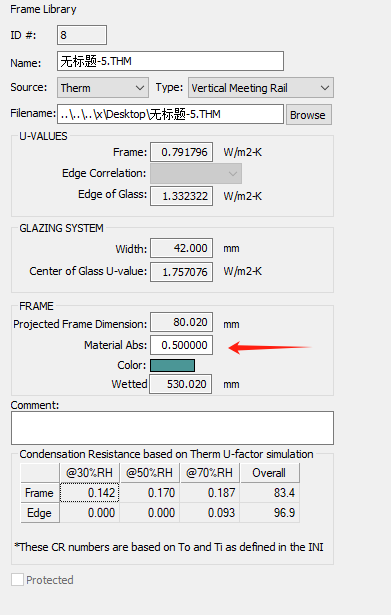 Frame Library
ID #: 8
Name: 无标题-5.THM
Source: Therm Type: Vertical Meeting Rail
Filename: ..\..\..\x\Desktop\无标题-5.THM Browse
U-VALUES
Frame: 0.791796 W/m2-K
Edge Correlation:
Edge of Glass: 1.332322 W/m2-K
GLAZING SYSTEM
Width: 42.000 mm
Center of Glass U-value: 1.757076 W/m2-K
FRAME
Projected Frame Dimension: 80.020 mm
Material Abs: 0.500000
Color:
Wetted 530.020 mm
Comment:
Condensation Resistance based on Therm U-factor simulation
@30%RH @50%RH @70%RH Overall
Frame 0.142 0.170 0.187 83.4
Edge 0.000 0.000 0.093 96.9
*These CR numbers are based on To and Ti as defined in the INI
Protected